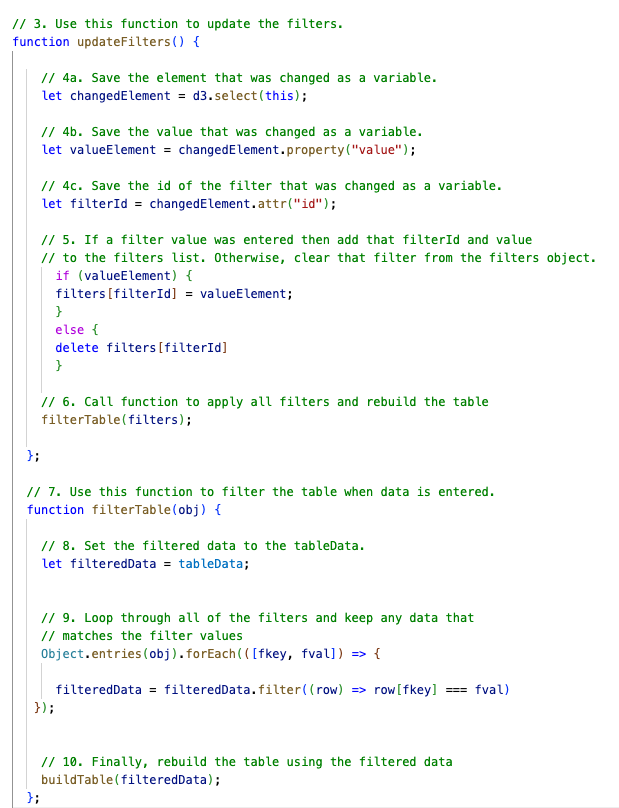 // 3. Use this function to update the filters.
function updateFilters() {
// 4a. Save the element that was changed as a variable.
let changedElement = d3.select(this);
// 4b. Save the value that was changed as a variable.
let valueElement = changedElement.property("value");
// 4c. Save the id of the filter that was changed as a variable.
let filterId = changedElement.attr("id");
// 5. If a filter value was entered then add that filterId and value
// to the filters list. Otherwise, clear that filter from the filters object.
if (valueElement) {
filters[filterId] = valueElement;
}
else {
delete filters[filterId]
}
// 6. Call function to apply all filters and rebuild the table
filterTable(filters);
};
// 7. Use this function to filter the table when data is entered.
function filterTable(obj) {
// 8. Set the filtered data to the tableData.
let filteredData = tableData;
// 9. Loop through all of the filters and keep any data that
// matches the filter values
Object.entries(obj).forEach(([fkey, fval]) => {
filteredData = filteredData.filter((row) => row[fkey] === fval)
});
// 10. Finally, rebuild the table using the filtered data
buildTable(filteredData);
};